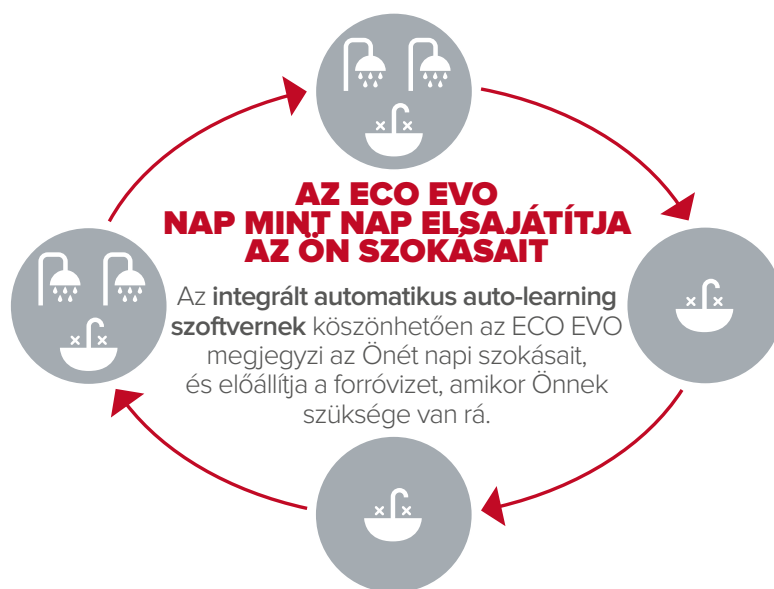 AZ ECO EVO
NAP MINT NAP ELSAJÁTÍTJA
AZ ÖN SZOKÁSAIT
Az integrált automatikus auto-learning
szoftvernek köszönhetően az ECO EVO
megjegyzi az Önét napi szokásait,
és előállítja a forróvizet, amikor Önnek
szüksége van rá.